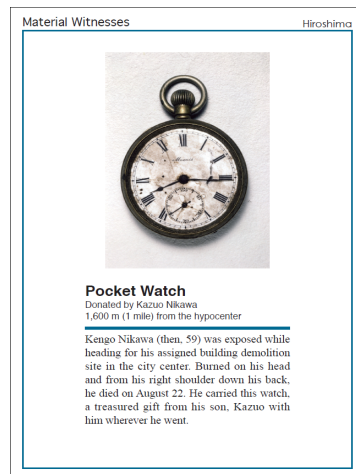 Material Witnesses
Hiroshima
Pocket Watch
Donated by Kazuo Nikawa
1,600 m (1 mile) from the hypocenter
Kengo Nikawa (then, 59) was exposed while
heading for his assigned building demolition
site in the city center. Burned on his head
and from his right shoulder down his back,
he died on August 22. He carried this watch,
a treasured gift from his son, Kazuo with
him wherever he went.